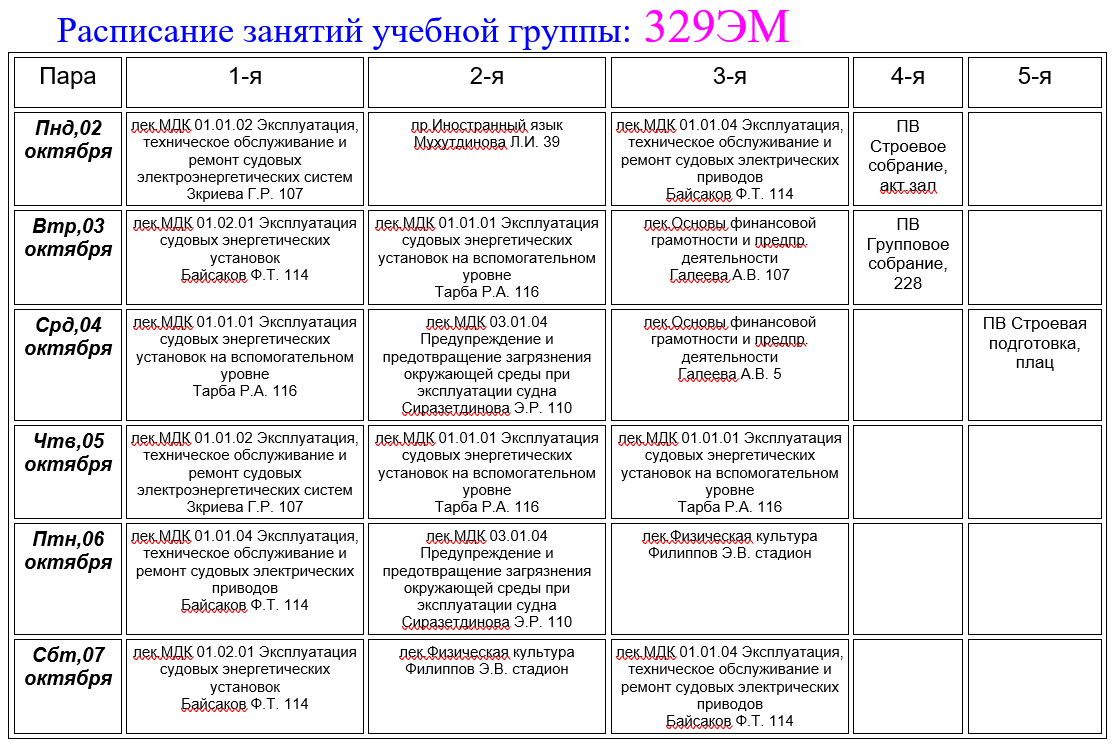 Расписание занятий учебной группы: 329ЭМ
Пара
1-я
2-я
3-я
4-я
5-я
Пнд,02
октября
лек.МДК 01.01.02 Эксплуатация,
техническое обслуживание и
ремонт судовых
электроэнергетических систем
Зкриева Г.Р. 107
пр.Иностранный язык
Мухутдинова Л.И. 39
лек.МДК 01.01.04 Эксплуатация,
техническое обслуживание и
ремонт судовых электрических
приводов
Байсаков Ф.Т. 114
ПВ
Строевое
собрание,
акт.зал
Втр,03
октября
лек.МДК 01.02.01 Эксплуатация
судовых энергетических
установок
Байсаков Ф.Т. 114
лек.МДК 01.01.01 Эксплуатация
судовых энергетических
установок на вспомогательном
уровне
Тарба Р.А. 116
лек.Основы финансовой
грамотности и предпр.
деятельности
Галеева А.В. 107
ПВ
Групповое
собрание,
228
Срд,04
октября
лек.МДК 01.01.01 Эксплуатация
судовых энергетических
установок на вспомогательном
уровне
Тарба Р.А. 116
лек.МДК 03.01.04
Предупреждение и
предотвращение загрязнения
окружающей среды при
эксплуатации судна
Сиразетдинова Э.Р. 110
лек.Основы финансовой
грамотности и предпр.
деятельности
Галеева А.В. 5
ПВ Строевая
подготовка,
плац
Чтв,05
октября
лек.МДК 01.01.02 Эксплуатация,
техническое обслуживание и
ремонт судовых
электроэнергетических систем
Зкриева Г.Р. 107
лек.МДК 01.01.01 Эксплуатация
судовых энергетических
установок на вспомогательном
уровне
Тарба Р.А. 116
лек.МДК 01.01.01 Эксплуатация
судовых энергетических
установок на вспомогательном
уровне
Тарба Р.А. 116
Птн,06
октября
лек.МДК 01.01.04 Эксплуатация,
техническое обслуживание и
ремонт судовых электрических
приводов
Байсаков Ф.Т. 114
лек.МДК 03.01.04
Предупреждение и
предотвращение загрязнения
окружающей среды при
эксплуатации судна
Сиразетдинова Э.Р. 110
лек.Физическая культура
Филиппов Э.В. стадион
Сбт,07
октября
лек.МДК 01.02.01 Эксплуатация
судовых энергетических
установок
Байсаков Ф.Т. 114
лек.Физическая культура
Филиппов Э.В. стадион
лек.МДК 01.01.04 Эксплуатация,
техническое обслуживание и
ремонт судовых электрических
приводов
Байсаков Ф.Т. 114